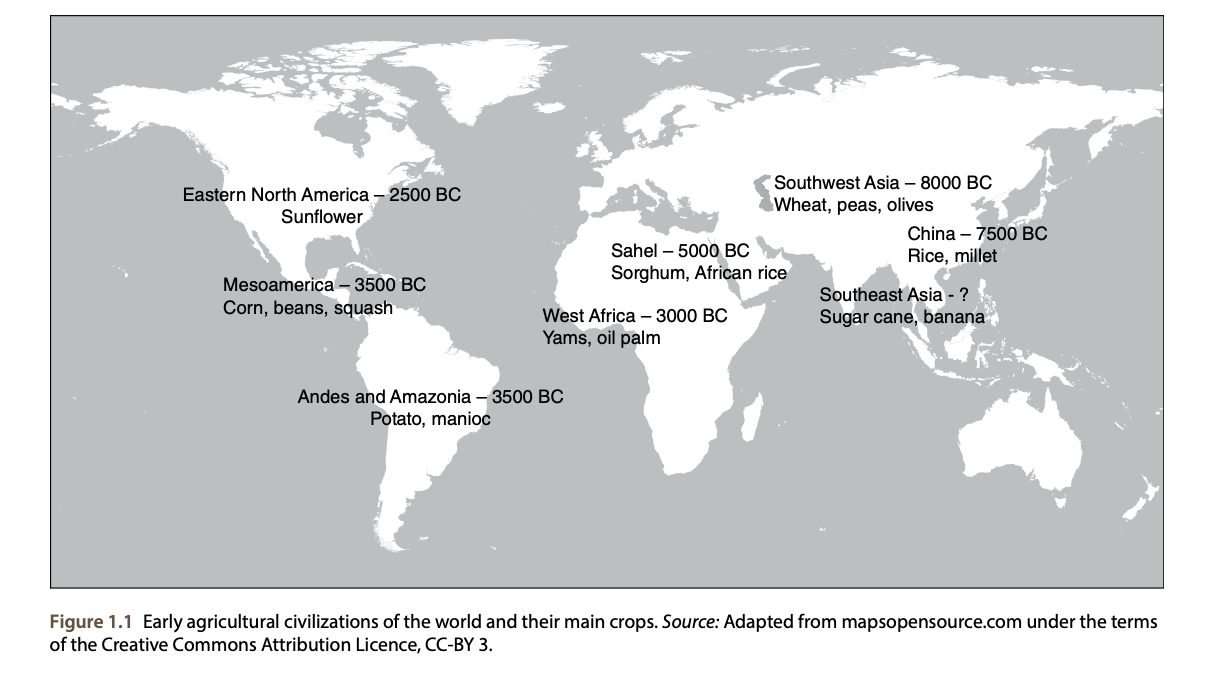 Eastern North America – 2500 BC
Sunflower
Southwest Asia – 8000 BC
Wheat, peas, olives
China – 7500 BC
Rice, millet
Sahel – 5000 BC
Sorghum, African rice
Mesoamerica – 3500 BC
Corn, beans, squash
Southeast Asia - ?
Sugar cane, banana
West Africa – 3000 BC
Yams, oil palm
Andes and Amazonia – 3500 BC
Potato, manioc
Figure 1.1 Early agricultural civilizations of the world and their main crops. Source: Adapted from mapsopensource.com under the terms
of the Creative Commons Attribution Licence, CC-BY 3.